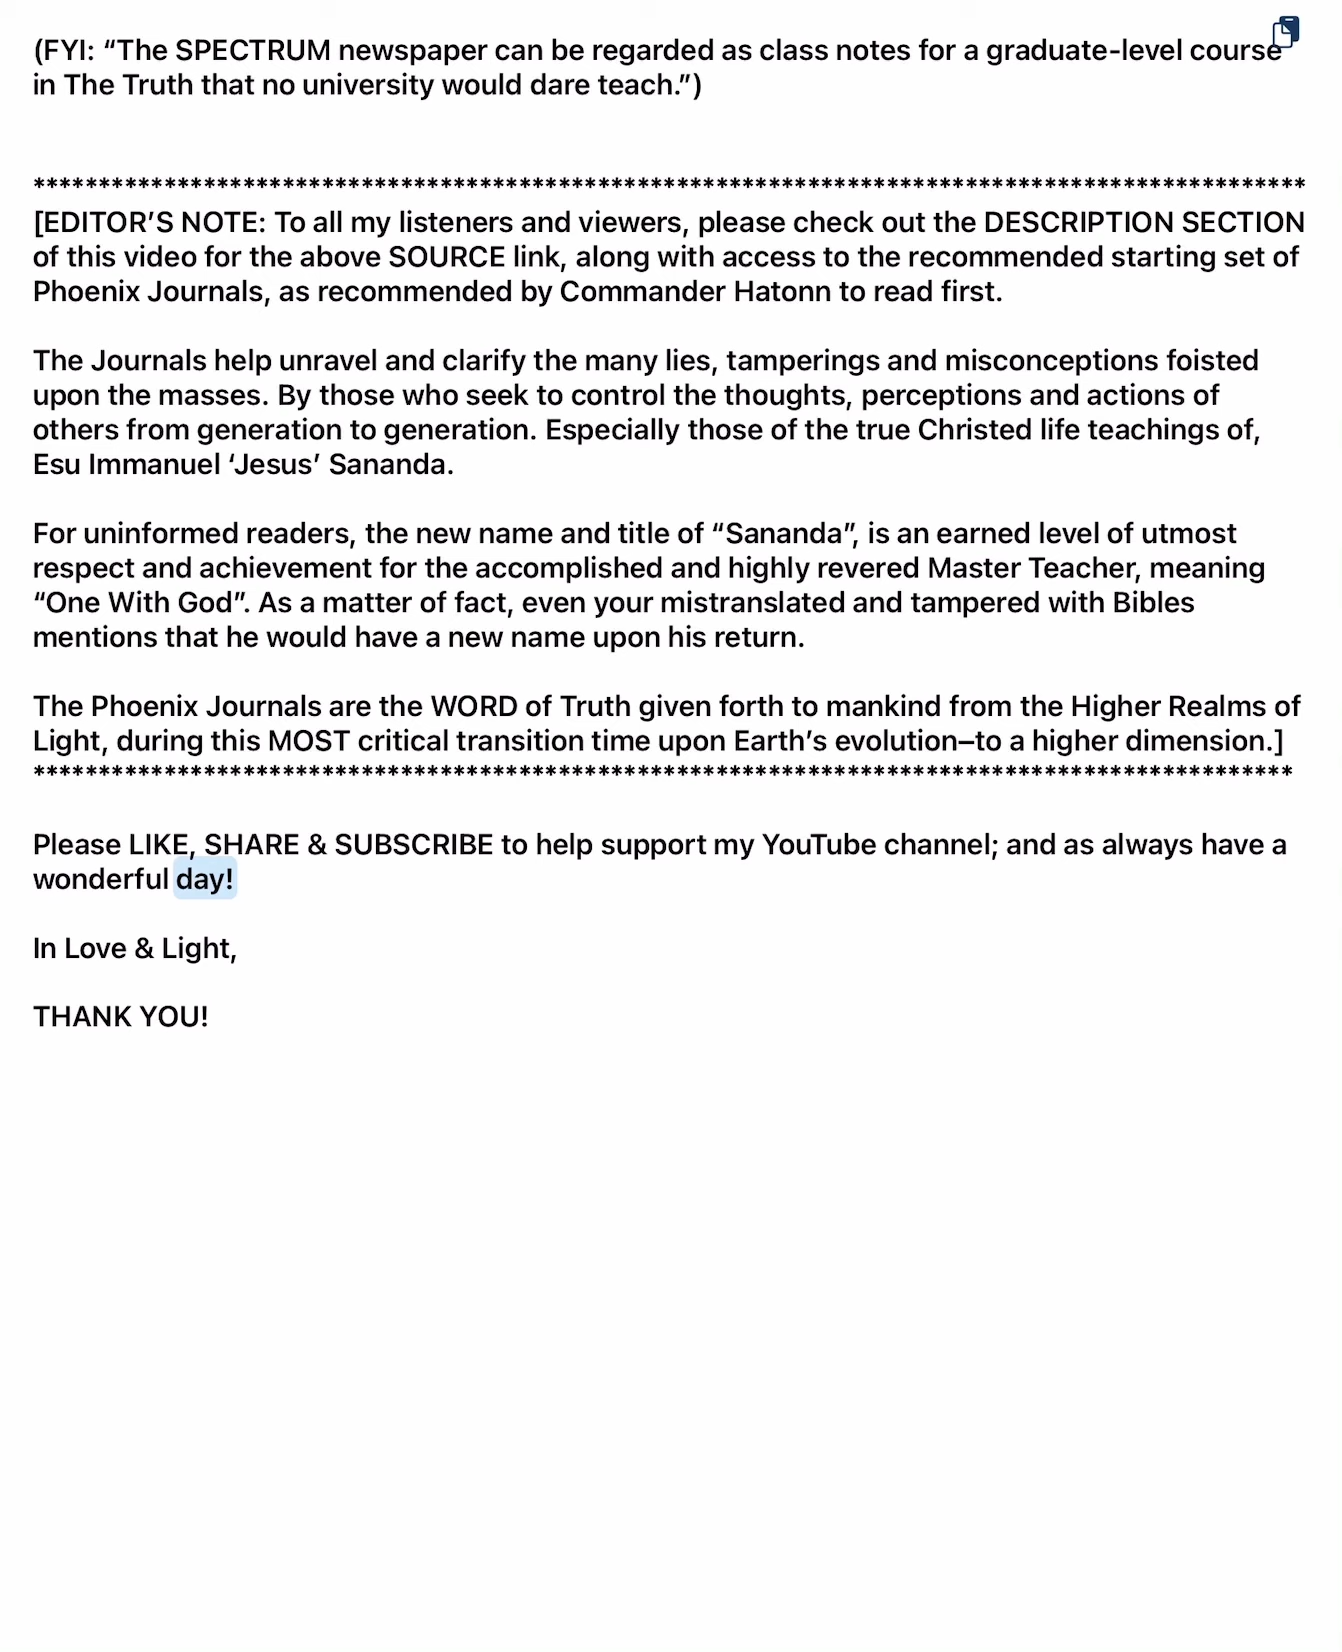 (FYI: “The SPECTRUM newspaper can be regarded as class notes for a graduate-level course
in The Truth that no university would dare teach.”)
**************************************************************************************************
[EDITOR’S NOTE: To all my listeners and viewers, please check out the DESCRIPTION SECTION
of this video for the above SOURCE link, along with access to the recommended starting set of
Phoenix Journals, as recommended by Commander Hatonn to read first.
The Journals help unravel and clarify the many lies, tamperings and misconceptions foisted
upon the masses. By those who seek to control the thoughts, perceptions and actions of
others from generation to generation. Especially those of the true Christed life teachings of,
Esu Immanuel ‘Jesus’ Sananda.
For uninformed readers, the new name and title of “Sananda”, is an earned level of utmost
respect and achievement for the accomplished and highly revered Master Teacher, meaning
“One With God”. As a matter of fact, even your mistranslated and tampered with Bibles
mentions that he would have a new name upon his return.
The Phoenix Journals are the WORD of Truth given forth to mankind from the Higher Realms of
Light, during this MOST critical transition time upon Earth’s evolution—to a higher dimension.]
*************************************************************************************************
Please LIKE, SHARE & SUBSCRIBE to help support my YouTube channel; and as always have a
wonderful day!
In Love & Light,
THANK YOU!